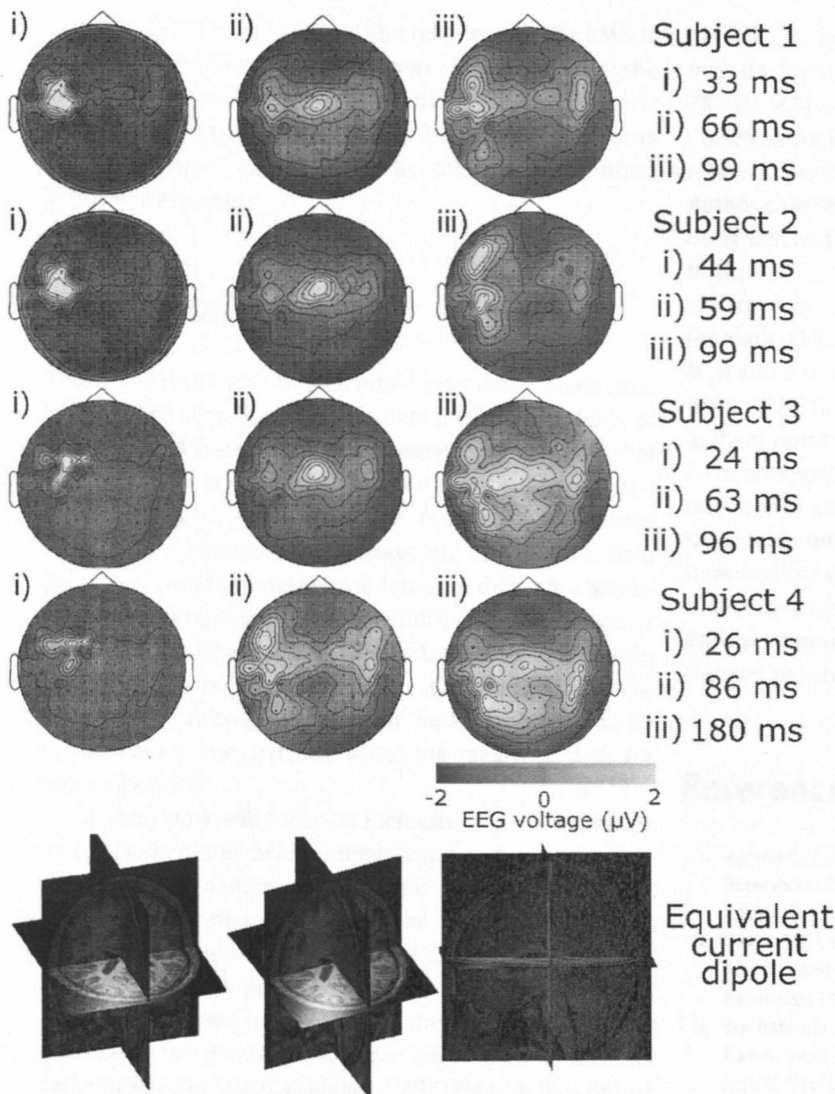 i) ii) iii) Subject 1
i) 33 ms
ii) 66 ms
iii) 99 ms
i) ii) iii) Subject 2
i) 44 ms
ii) 59 ms
iii) 99 ms
i) ii) iii) Subject 3
i) 24 ms
ii) 63 ms
iii) 96 ms
i) ii) iii) Subject 4
i) 26 ms
ii) 86 ms
iii) 180 ms
-2 0 2
EEG voltage (µV)
Equivalent
current
dipole